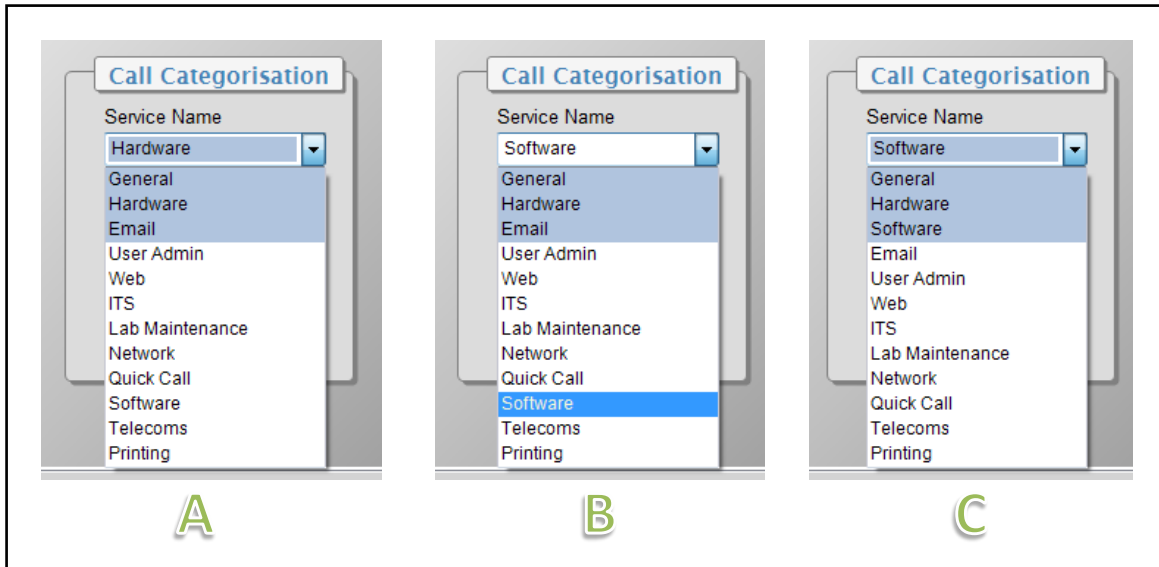 Call Categorisation
Service Name
Hardware
General
Hardware
Email
User Admin
Web
ITS
Lab Maintenance
Network
Quick Call
Software
Telecoms
Printing
A
Call Categorisation
Service Name
Software
General
Hardware
Email
User Admin
Web
ITS
Lab Maintenance
Network
Quick Call
Software
Telecoms
Printing
B
Call Categorisation
Service Name
Software
General
Hardware
Software
Email
User Admin
Web
ITS
Lab Maintenance
Network
Quick Call
Telecoms
Printing
C